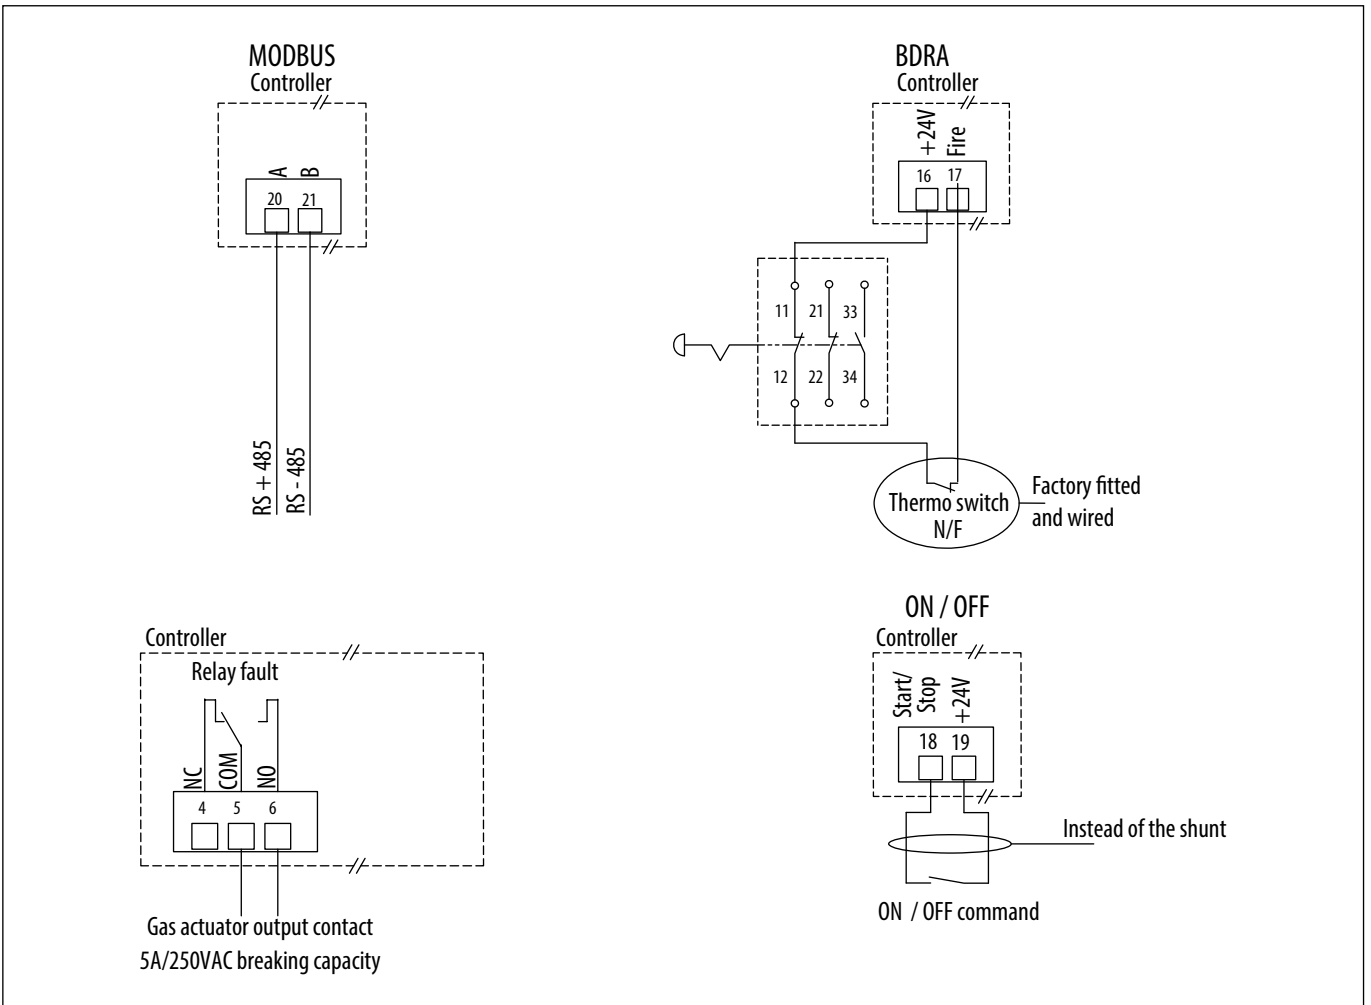 MODBUS
Controller
A
B
20 21
RS + 485
RS - 485
BDRA
Controller
+24V
Fire
16 17
11 21 33
12 22 34
Thermo switch
N/F
Factory fitted
and wired
Controller
Relay fault
NC
COM
NO
4 5 6
Gas actuator output contact
5A/250VAC breaking capacity
ON / OFF
Controller
Start/
Stop
+24V
18 19
Instead of the shunt
ON / OFF command